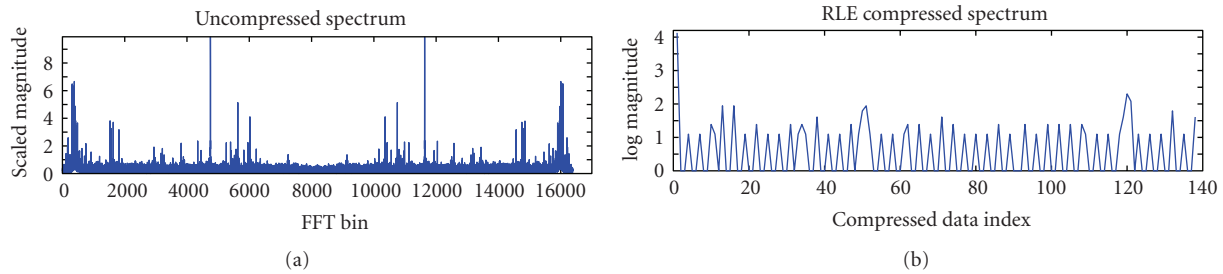 Uncompressed spectrum
Scaled magnitude
8
6
4
2
0
0 2000 4000 6000 8000 10000 12000 14000 16000
FFT bin
(a)
RLE compressed spectrum
log magnitude
4
3
2
1
0
0 20 40 60 80 100 120 140
Compressed data index
(b)